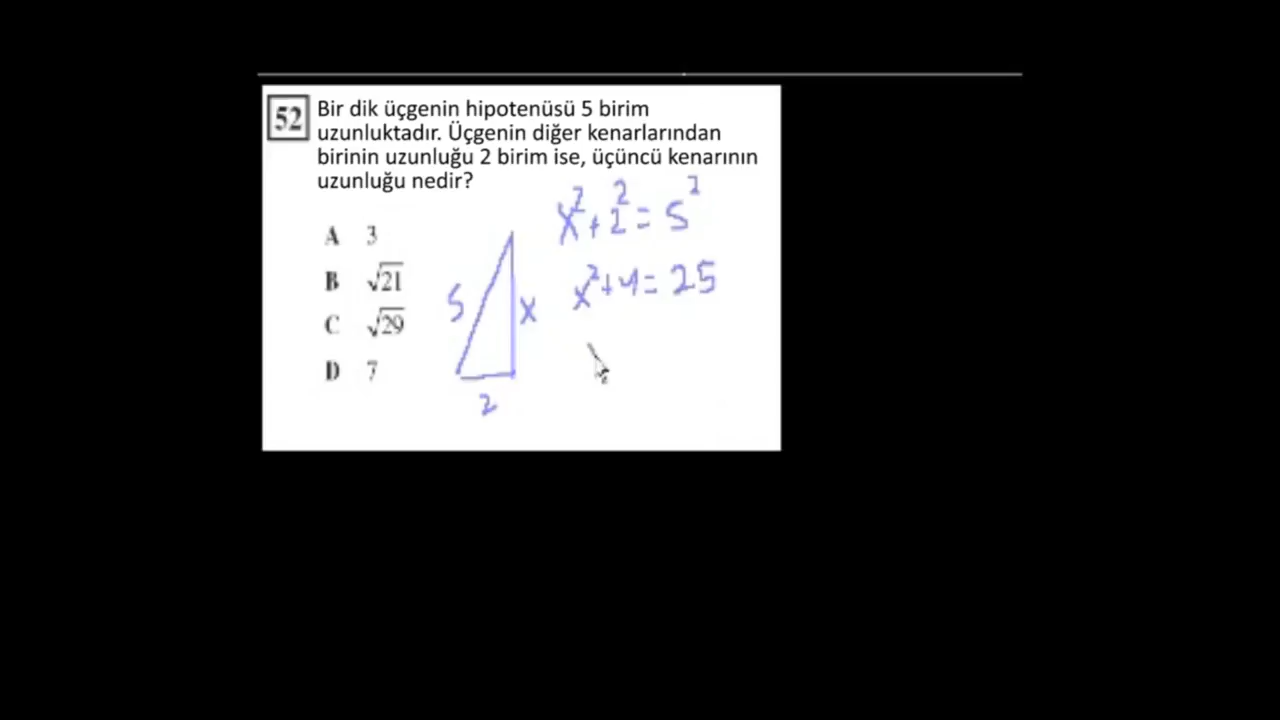 52 Bir dik üçgenin hipotenüsü 5 birim
uzunluktadır. Üçgenin diğer kenarlarından
birinin uzunluğu 2 birim ise, üçüncü kenarının
uzunluğu nedir?
x² + 2² = 5²
A 3
B √21
x² + 4 = 25
5
x
C √29
D 7
2